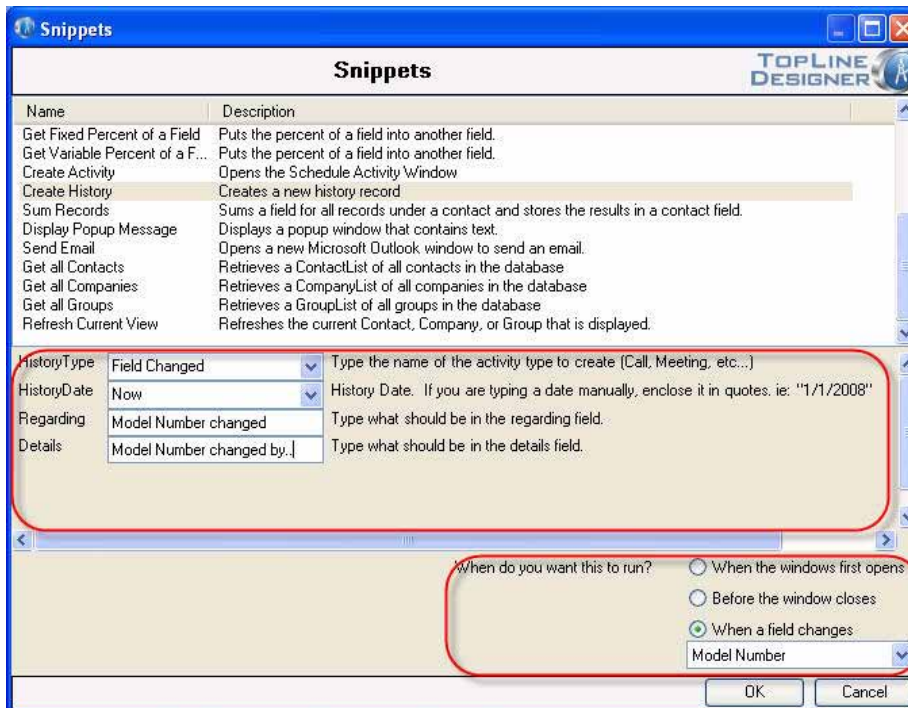 Snippets
Snippets
TOPLINE
DESIGNER
Name Description
Get Fixed Percent of a Field Puts the percent of a field into another field.
Get Variable Percent of a F... Puts the percent of a field into another field.
Create Activity Opens the Schedule Activity Window
Create History Creates a new history record
Sum Records Sums a field for all records under a contact and stores the results in a contact field.
Display Popup Message Displays a popup window that contains text.
Send Email Opens a new Microsoft Outlook window to send an email.
Get all Contacts Retrieves a ContactList of all contacts in the database
Get all Companies Retrieves a CompanyList of all companies in the database
Get all Groups Retrieves a GroupList of all groups in the database
Refresh Current View Refreshes the current Contact, Company, or Group that is displayed.
HistoryType Field Changed Type the name of the activity type to create (Call, Meeting, etc...)
HistoryDate Now History Date. If you are typing a date manually, enclose it in quotes. ie: "1/1/2008"
Regarding Model Number changed Type what should be in the regarding field.
Details Model Number changed by.. Type what should be in the details field.
When do you want this to run? When the windows first opens
Before the window closes
When a field changes
Model Number
OK Cancel